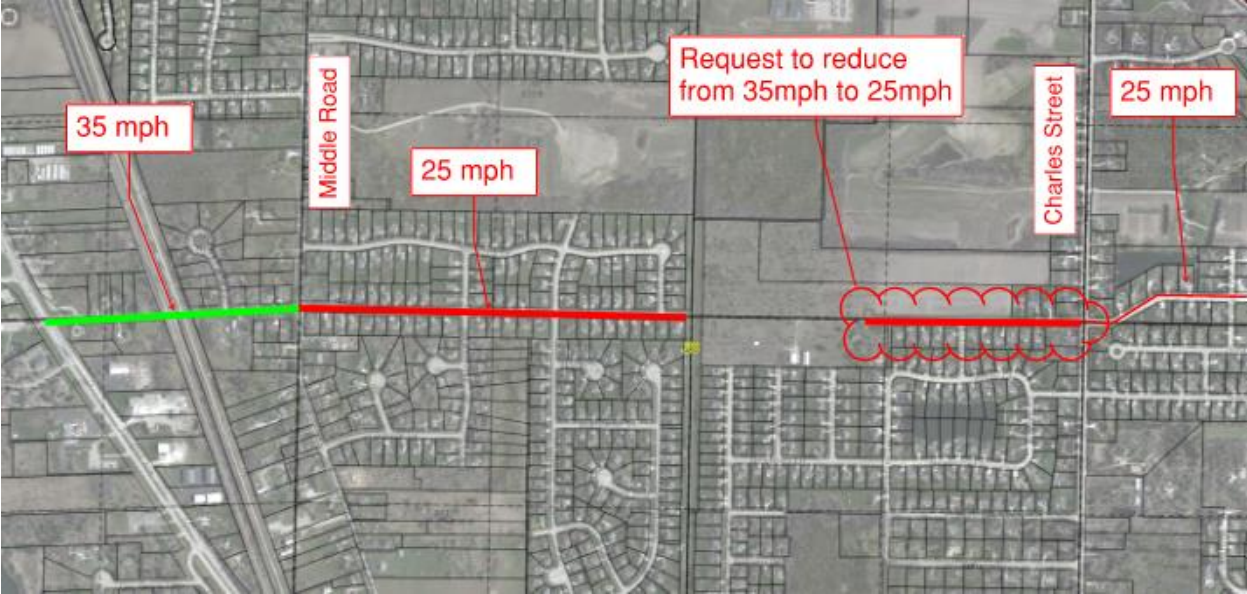 Request to reduce
from 35mph to 25mph
35 mph
Middle Road
25 mph
Charles Street
25 mph